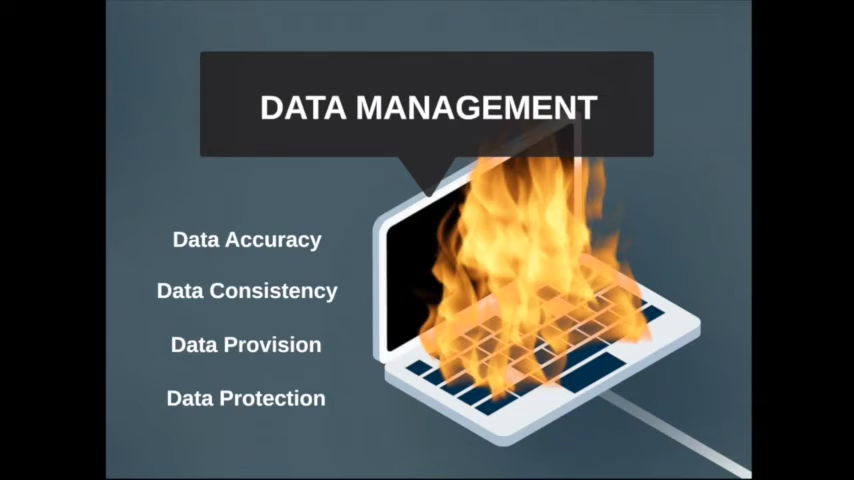 DATA MANAGEMENT
Data Accuracy
Data Consistency
Data Provision
Data Protection